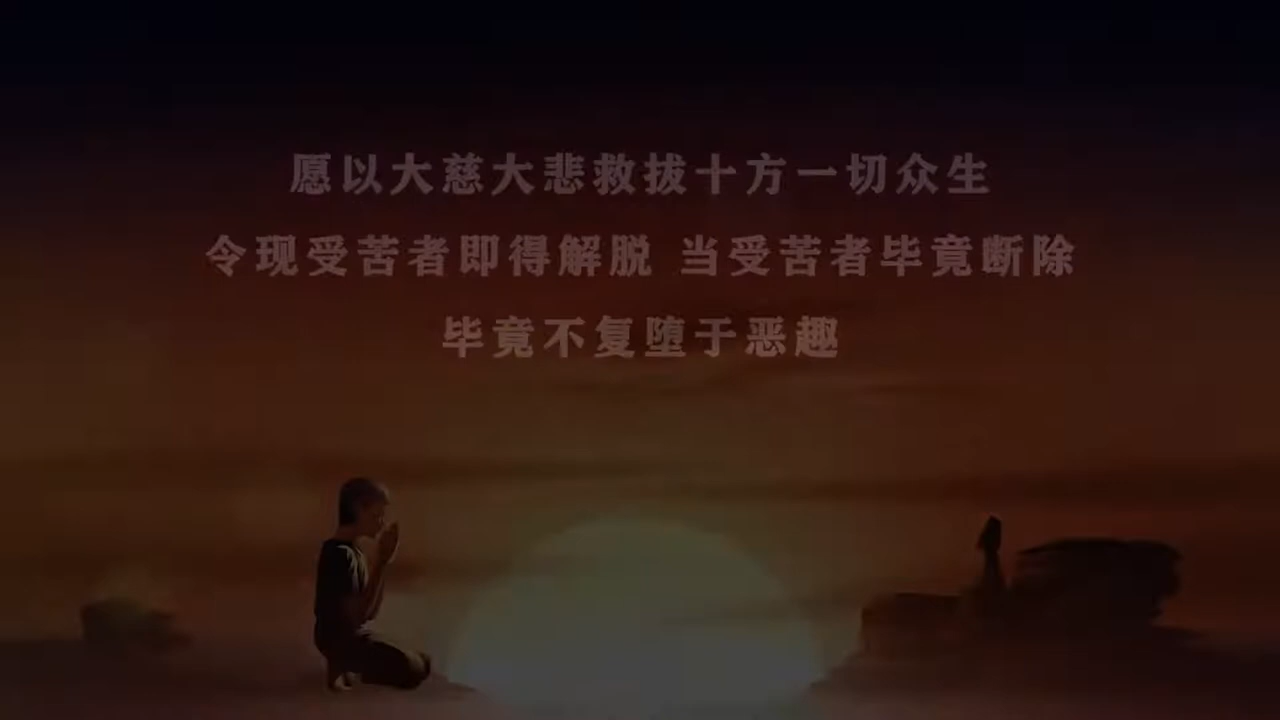 愿以大慈大悲救拔十方一切众生
令现受苦者即得解脱 当受苦者毕竟断除
毕竟不复堕于恶趣